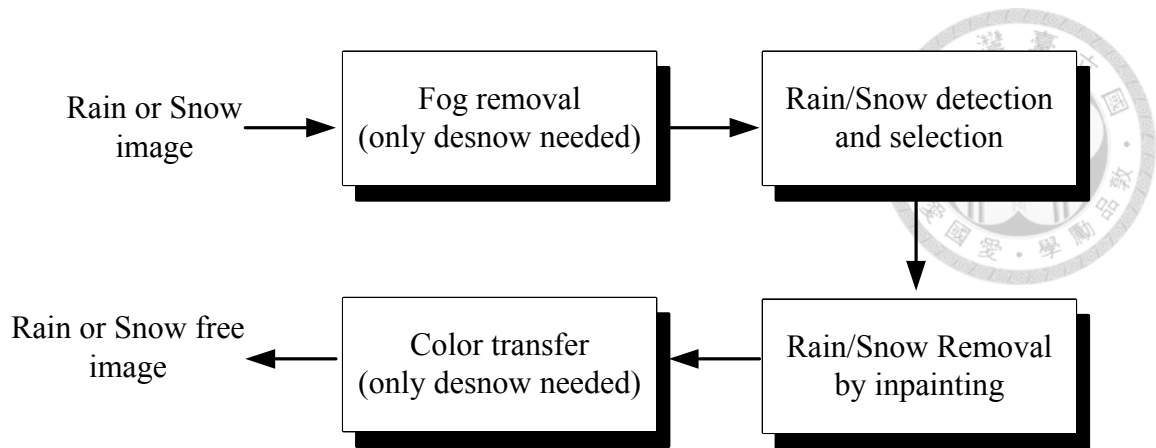 Rain or Snow
image
Fog removal
(only desnow needed)
Rain/Snow detection
and selection
Rain/Snow Removal
by inpainting
Color transfer
(only desnow needed)
Rain or Snow free
image